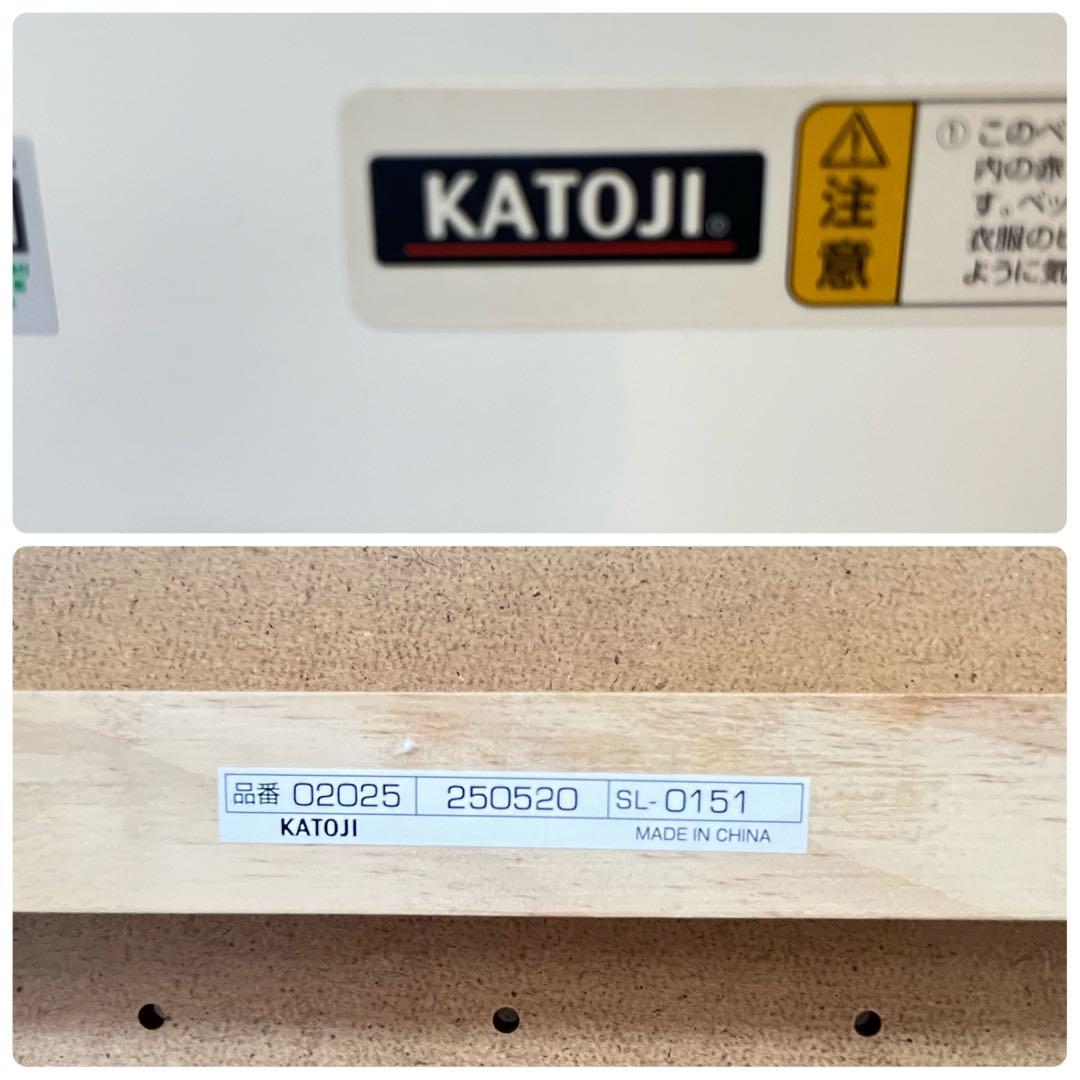 KATOJI
注意
① このベ
内の赤
す。ベッ
衣服のヒ
ように気
品番 02025 250520 SL-0151
KATOJI MADE IN CHINA